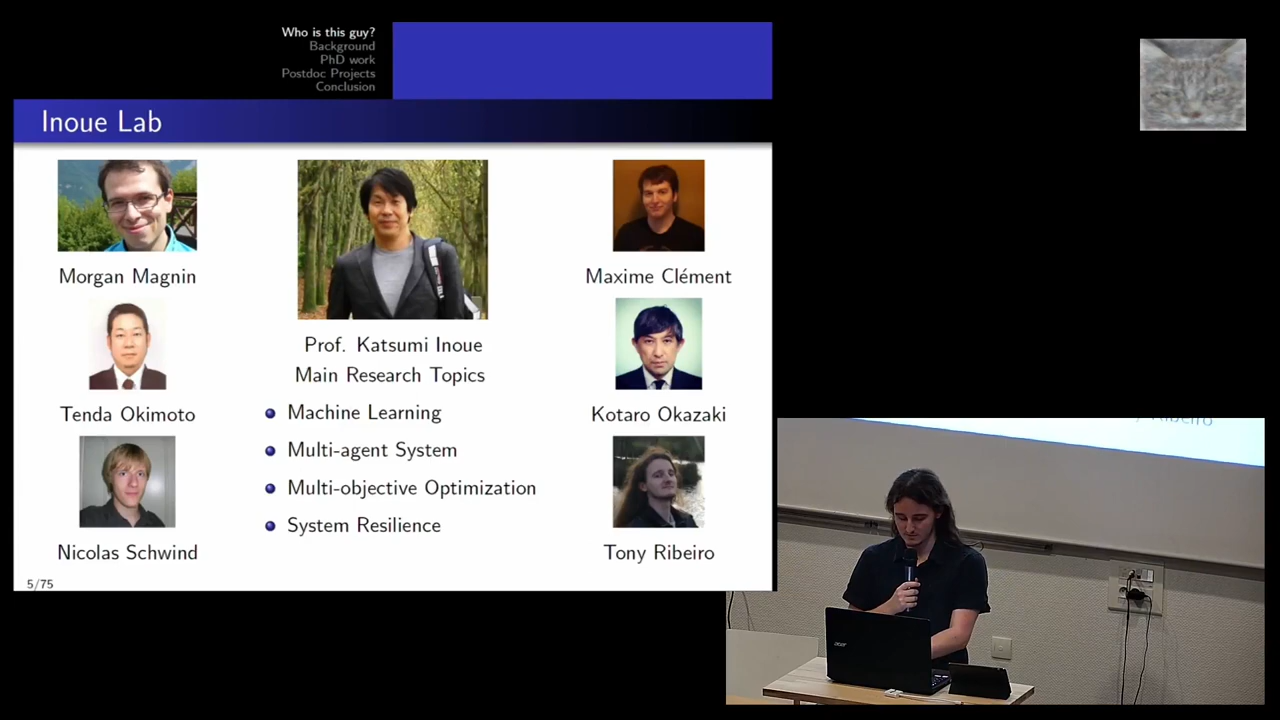 Who is this guy?
Background
PhD work
Postdoc Projects
Conclusion
Inoue Lab
Morgan Magnin
Maxime Clément
Prof. Katsumi Inoue
Main Research Topics
Tenda Okimoto
Kotaro Okazaki
Machine Learning
Multi-agent System
Multi-objective Optimization
System Resilience
Nicolas Schwind
Tony Ribeiro
5/75
Ribeiro
acer